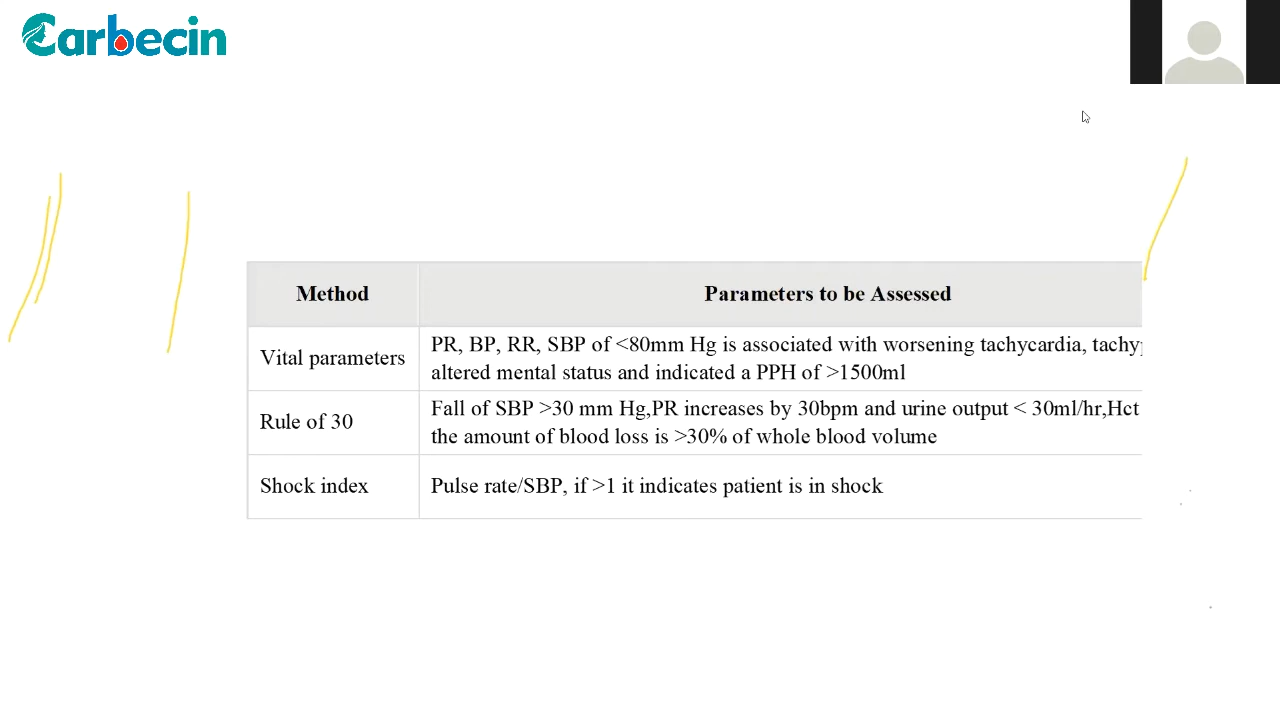 Carbecin
Method
Parameters to be Assessed
Vital parameters
PR, BP, RR, SBP of <80mm Hg is associated with worsening tachycardia,
altered mental status and indicated a PPH of >1500ml
Rule of 30
Fall of SBP >30 mm Hg,PR increases by 30bpm and urine output < 30ml/hr,Hct
the amount of blood loss is >30% of whole blood volume
Shock index
Pulse rate/SBP, if >1 it indicates patient is in shock